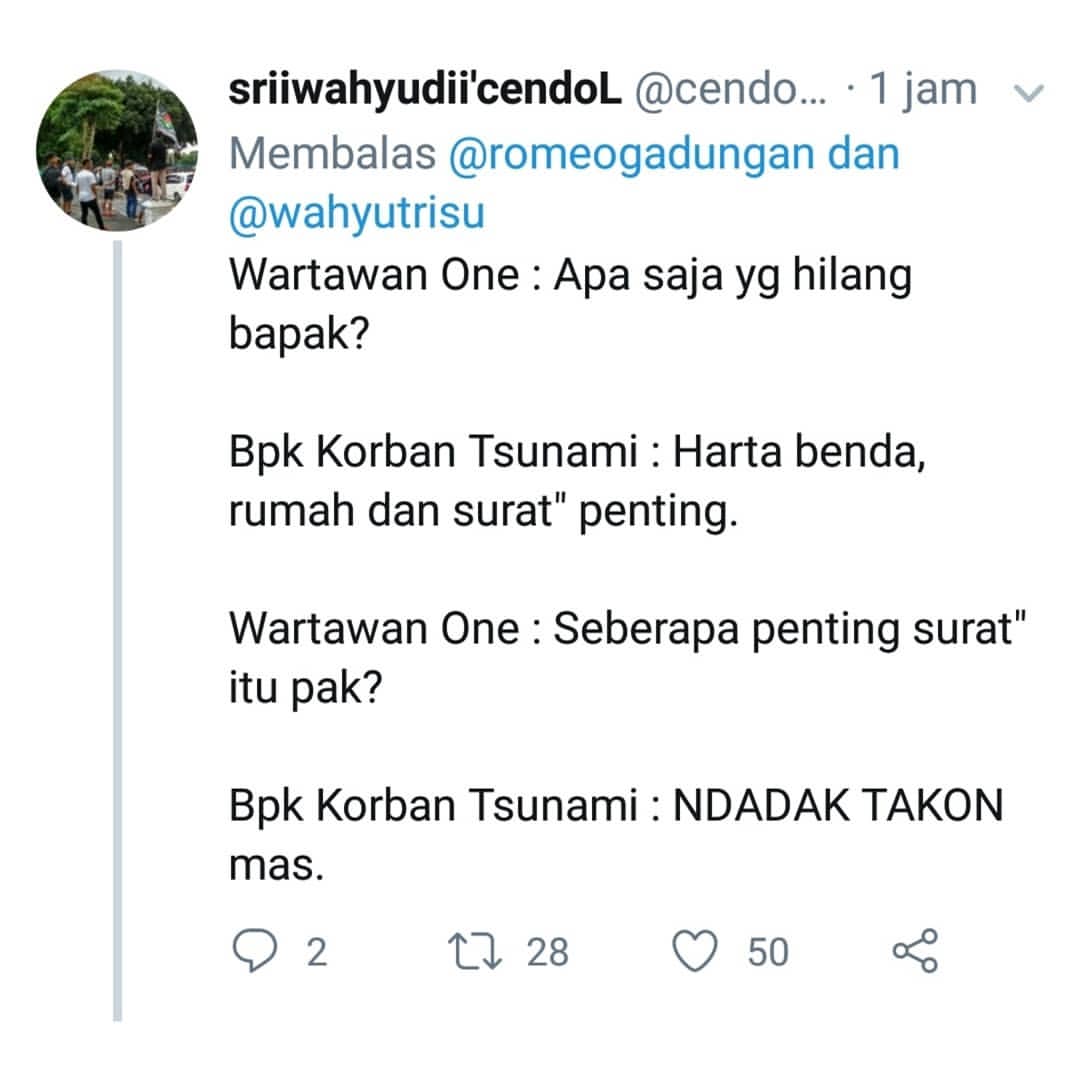 sriiwahyudii'cendoL @cendo... · 1 jam
Membalas @romeogadungan dan
@wahyutrisu
Wartawan One : Apa saja yg hilang
bapak?
Bpk Korban Tsunami : Harta benda,
rumah dan surat" penting.
Wartawan One : Seberapa penting surat"
itu pak?
Bpk Korban Tsunami : NDADAK TAKON
mas.
2 28 50